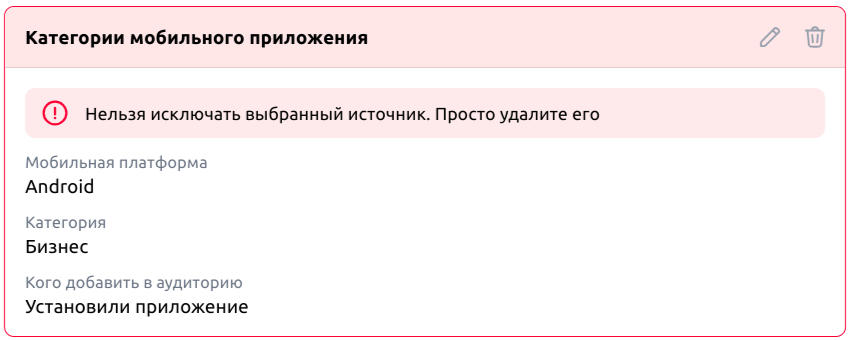 Категории мобильного приложения
Нельзя исключать выбранный источник. Просто удалите его
Мобильная платформа
Android
Категория
Бизнес
Кого добавить в аудиторию
Установили приложение